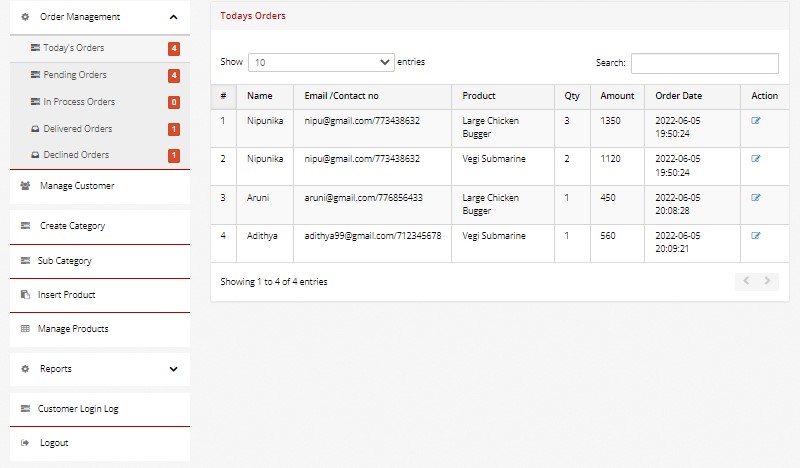 Order Management
Today's Orders 4
Pending Orders 4
In Process Orders 0
Delivered Orders 1
Declined Orders 1
Manage Customer
Create Category
Sub Category
Insert Product
Manage Products
Reports
Customer Login Log
Logout
Todays Orders
Show 10 entries Search:
# Name Email /Contact no Product Qty Amount Order Date Action
1 Nipunika nipu@gmail.com/773438632 Large Chicken 3 1350 2022-06-05
Bugger 19:50:24
2 Nipunika nipu@gmail.com/773438632 Vegi Submarine 2 1120 2022-06-05
19:50:24
3 Aruni aruni@gmail.com/776856433 Large Chicken 1 450 2022-06-05
Bugger 20:08:28
4 Adithya adithya99@gmail.com/712345678 Vegi Submarine 1 560 2022-06-05
20:09:21
Showing 1 to 4 of 4 entries